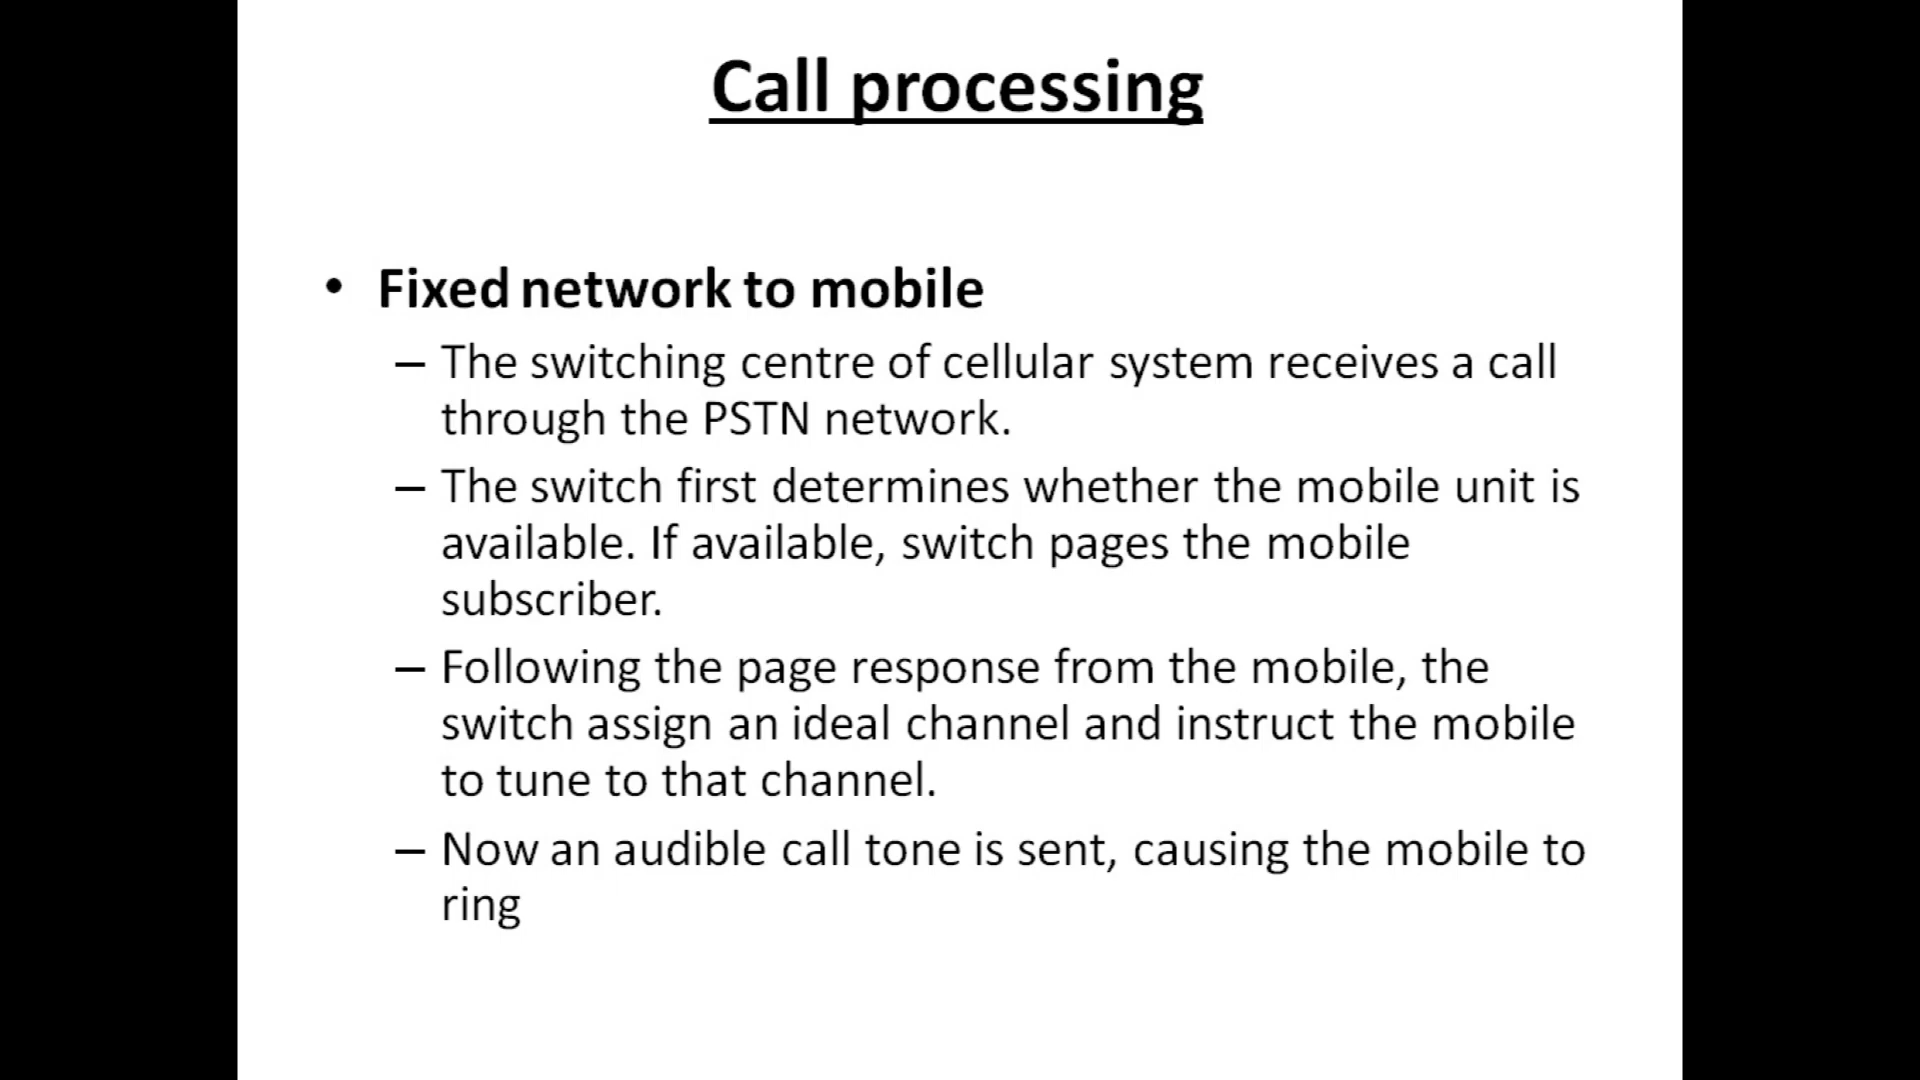 Call processing
• Fixed network to mobile
– The switching centre of cellular system receives a call
through the PSTN network.
– The switch first determines whether the mobile unit is
available. If available, switch pages the mobile
subscriber.
– Following the page response from the mobile, the
switch assign an ideal channel and instruct the mobile
to tune to that channel.
– Now an audible call tone is sent, causing the mobile to
ring